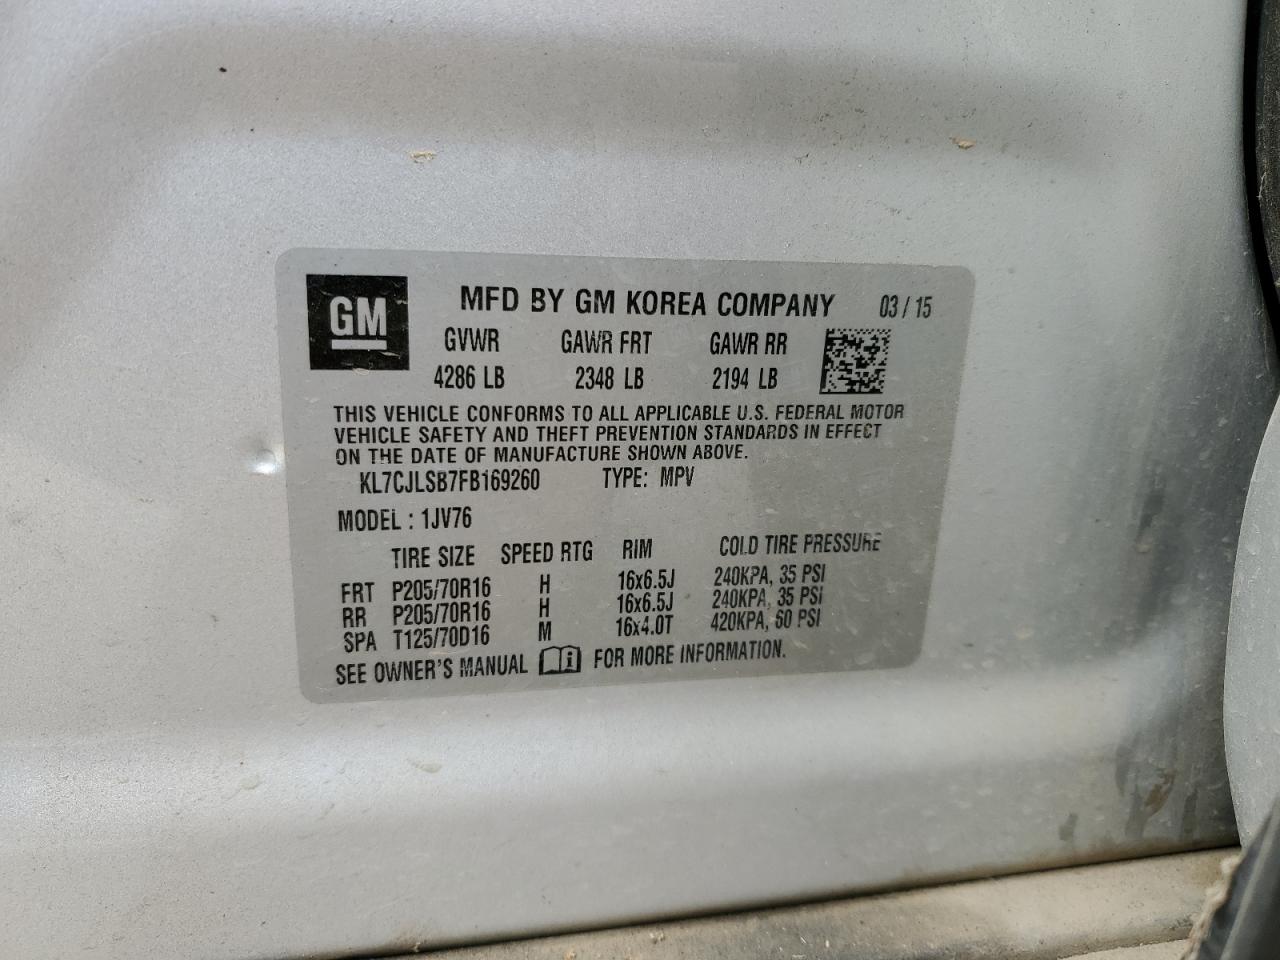 GM MFD BY GM KOREA COMPANY 03 / 15
GVWR GAWR FRT GAWR RR
4286 LB 2348 LB 2194 LB
THIS VEHICLE CONFORMS TO ALL APPLICABLE U.S. FEDERAL MOTOR
VEHICLE SAFETY AND THEFT PREVENTION STANDARDS IN EFFECT
ON THE DATE OF MANUFACTURE SHOWN ABOVE.
KL7CJLSB7FB169260 TYPE: MPV
MODEL : 1JV76
TIRE SIZE SPEED RTG RIM COLD TIRE PRESSURE
FRT P205/70R16 H 16x6.5J 240KPA, 35 PSI
RR P205/70R16 H 16x6.5J 240KPA, 35 PSI
SPA T125/70D16 M 16x4.0T 420KPA, 60 PSI
SEE OWNER'S MANUAL i FOR MORE INFORMATION.